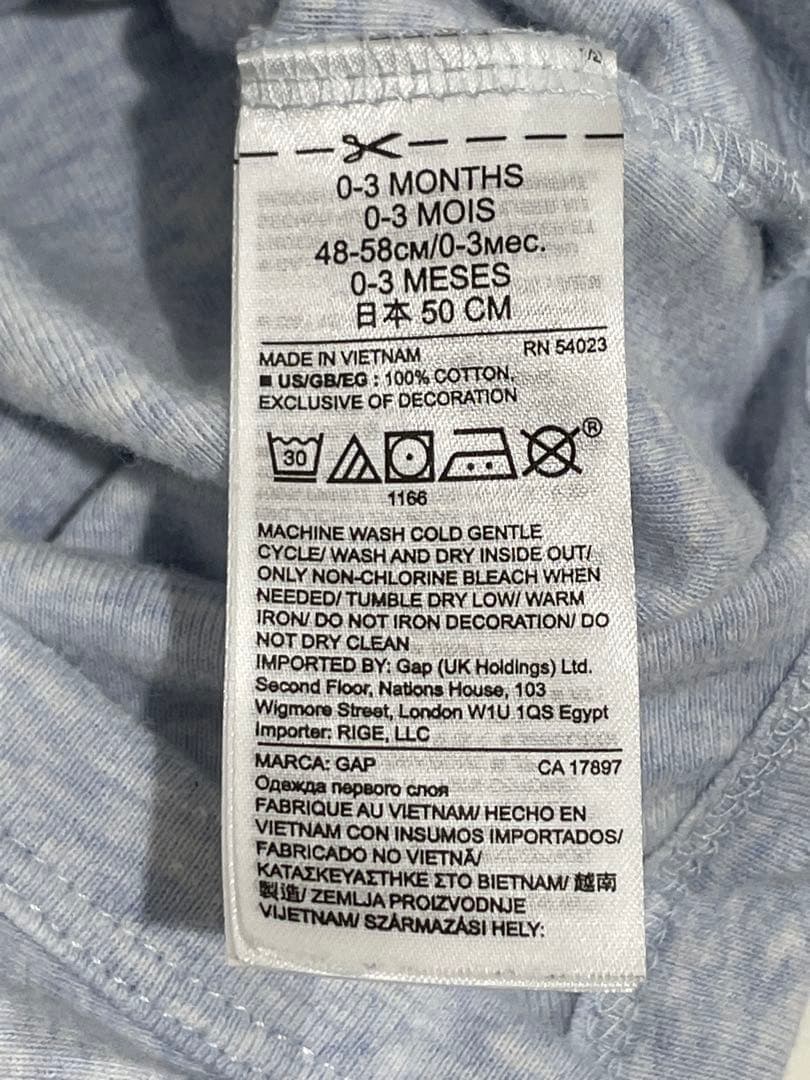 0-3 MONTHS
0-3 MOIS
48-58см/0-3мес.
0-3 MESES
日本 50 CM
MADE IN VIETNAM RN 54023
■ US/GB/EG : 100% COTTON,
EXCLUSIVE OF DECORATION
30 ®
1166
MACHINE WASH COLD GENTLE
CYCLE/ WASH AND DRY INSIDE OUT/
ONLY NON-CHLORINE BLEACH WHEN
NEEDED/ TUMBLE DRY LOW/ WARM
IRON/ DO NOT IRON DECORATION/ DO
NOT DRY CLEAN
IMPORTED BY: Gap (UK Holdings) Ltd.
Second Floor, Nations House, 103
Wigmore Street, London W1U 1QS Egypt
Importer: RIGE, LLC
MARCA: GAP CA 17897
Одежда первого слоя
FABRIQUE AU VIETNAM/ HECHO EN
VIETNAM CON INSUMOS IMPORTADOS/
FABRICADO NO VIETNÃ/
ΚΑΤΑΣΚΕΥΑΣΤΗΚΕ ΣΤΟ ΒΙΕΤΝΑΜ/ 越南
製造/ ZEMLJA PROIZVODNJE
VIJETNAM/ SZÁRMAZÁSI HELY: